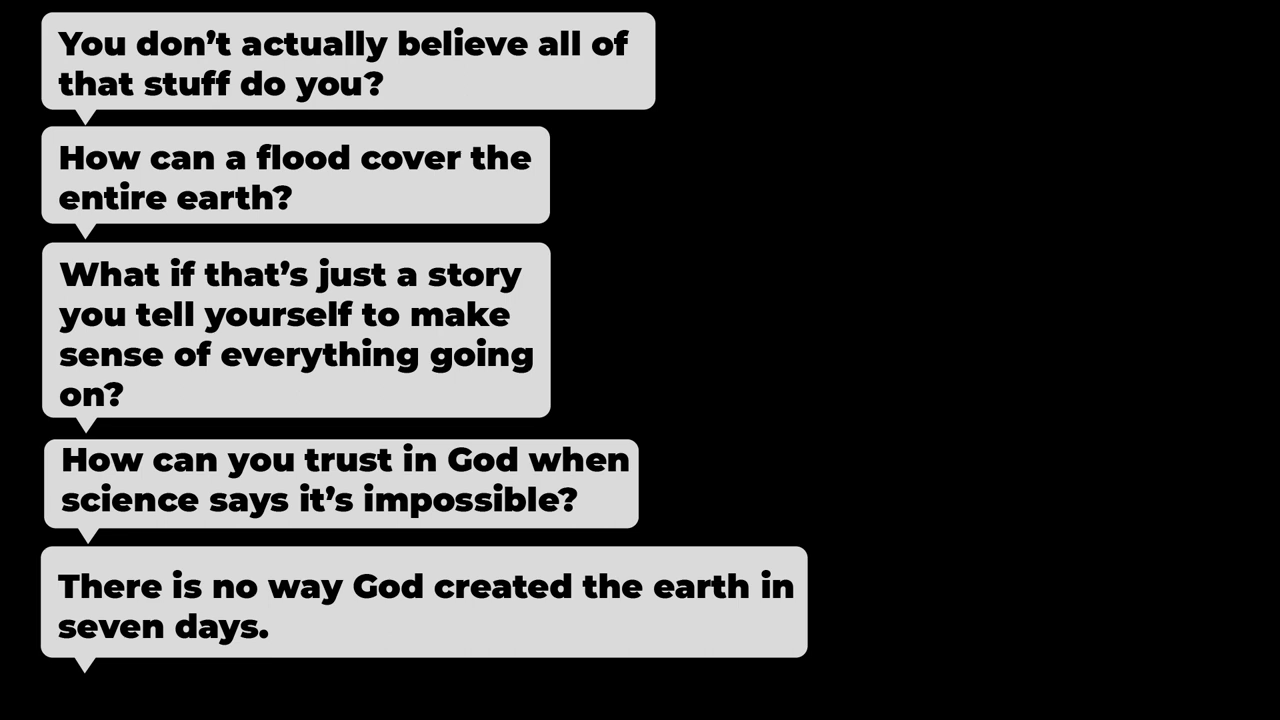 You don’t actually believe all of
that stuff do you?
How can a flood cover the
entire earth?
What if that’s just a story
you tell yourself to make
sense of everything going
on?
How can you trust in God when
science says it’s impossible?
There is no way God created the earth in
seven days.